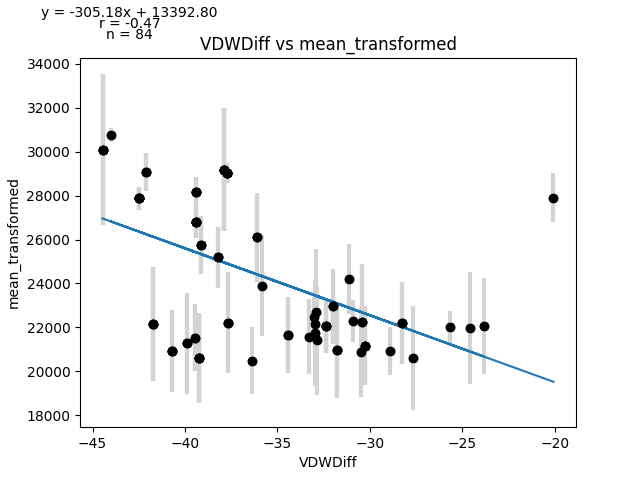 y = -305.18x + 13392.80
r = -0.47
n = 84
VDWDiff vs mean_transformed
34000
32000
30000
28000
26000
24000
22000
20000
18000
mean_transformed
−45
−40
−35
−30
−25
−20
VDWDiff